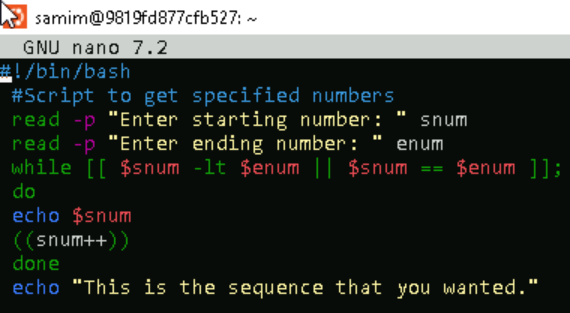 samim@9819fd877cfb527: ~
GNU nano 7.2
#!/bin/bash
#Script to get specified numbers
read -p "Enter starting number: " snum
read -p "Enter ending number: " enum
while [[ $snum -lt $enum || $snum == $enum ]];
do
echo $snum
((snum++))
done
echo "This is the sequence that you wanted."